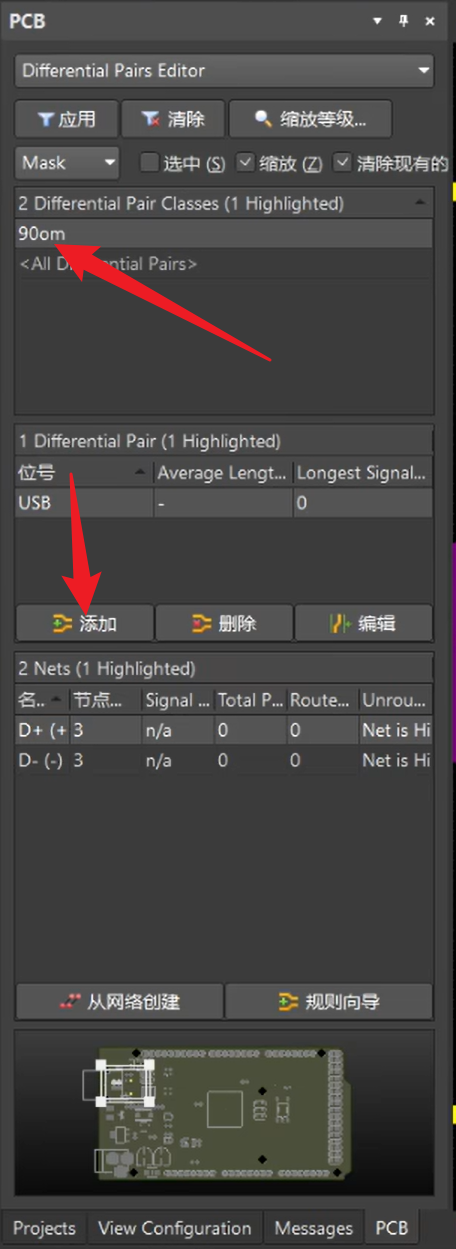 PCB
Differential Pairs Editor
应用 清除 缩放等级...
Mask 选中 (S) 缩放 (Z) 清除现有的
2 Differential Pair Classes (1 Highlighted)
90om
<All Differential Pairs>
1 Differential Pair (1 Highlighted)
位号 Average Lengt... Longest Signal...
USB - 0
添加 删除 编辑
2 Nets (1 Highlighted)
名.. 节点... Signal ... Total P... Route... Unrou...
D+ (+ 3 n/a 0 0 Net is Hi
D- (-) 3 n/a 0 0 Net is Hi
从网络创建 规则向导
Projects View Configuration Messages PCB